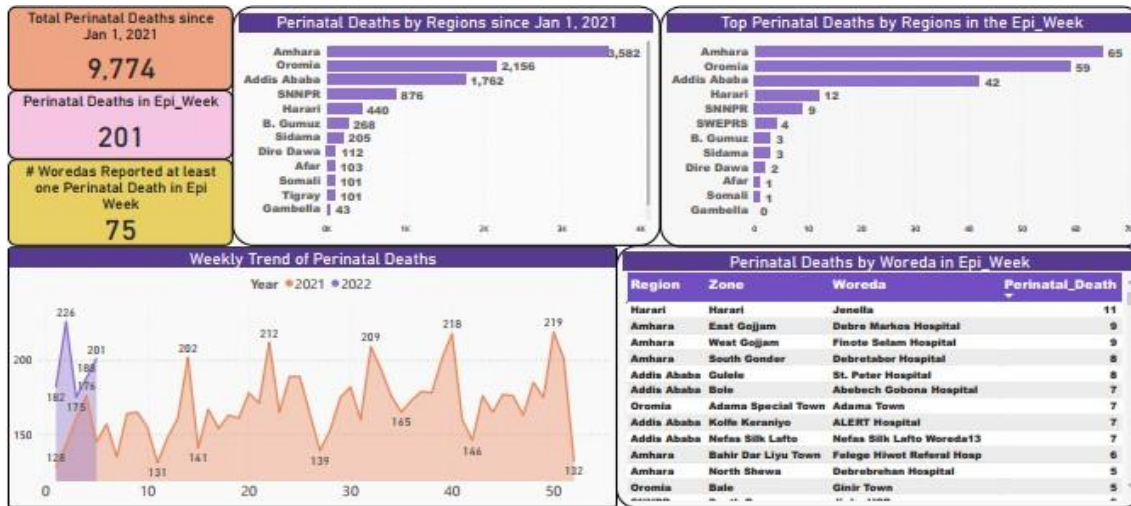 Total Perinatal Deaths since
Jan 1, 2021
9,774
Perinatal Deaths in Epi_Week
201
# Woredas Reported at least
one Perinatal Death in Epi
Week
75
Perinatal Deaths by Regions since Jan 1, 2021
Amhara 3,582
Oromia 2,156
Addis Ababa 1,762
SNNPR 876
Harari 440
B. Gumuz 268
Sidama 205
Dire Dawa 112
Afar 103
Somali 101
Tigray 101
Gambella 43
0K 1K 2K 3K 4K
Top Perinatal Deaths by Regions in the Epi_Week
Amhara 65
Oromia 59
Addis Ababa 42
Harari 12
SNNPR 9
SWEPRS 4
B. Gumuz 3
Sidama 3
Dire Dawa 2
Afar 1
Somali 1
Gambella 0
0 10 20 30 40 50 60 70
Weekly Trend of Perinatal Deaths
Year 2021 2022
226
212
209
218
219
202
201
200
188
182
176
175
165
150
128
131
141
139
146
132
0 10 20 30 40 50
Perinatal Deaths by Woreda in Epi_Week
Region Zone Woreda Perinatal_Death
Harari Harari Jenella 11
Amhara East Gojjam Debre Markos Hospital 9
Amhara West Gojjam Finote Selam Hospital 9
Amhara South Gonder Debretabor Hospital 8
Addis Ababa Gulele St. Peter Hospital 8
Addis Ababa Bole Abebech Gobona Hospital 7
Oromia Adama Special Town Adama Town 7
Addis Ababa Kolfe Keraniyo ALERT Hospital 7
Addis Ababa Nefas Silk Lafto Nefas Silk Lafto Woreda13 7
Amhara Bahir Dar Liyu Town Felege Hiwot Referal Hosp 6
Amhara North Shewa Debrebrehan Hospital 5
Oromia Bale Ginir Town 5